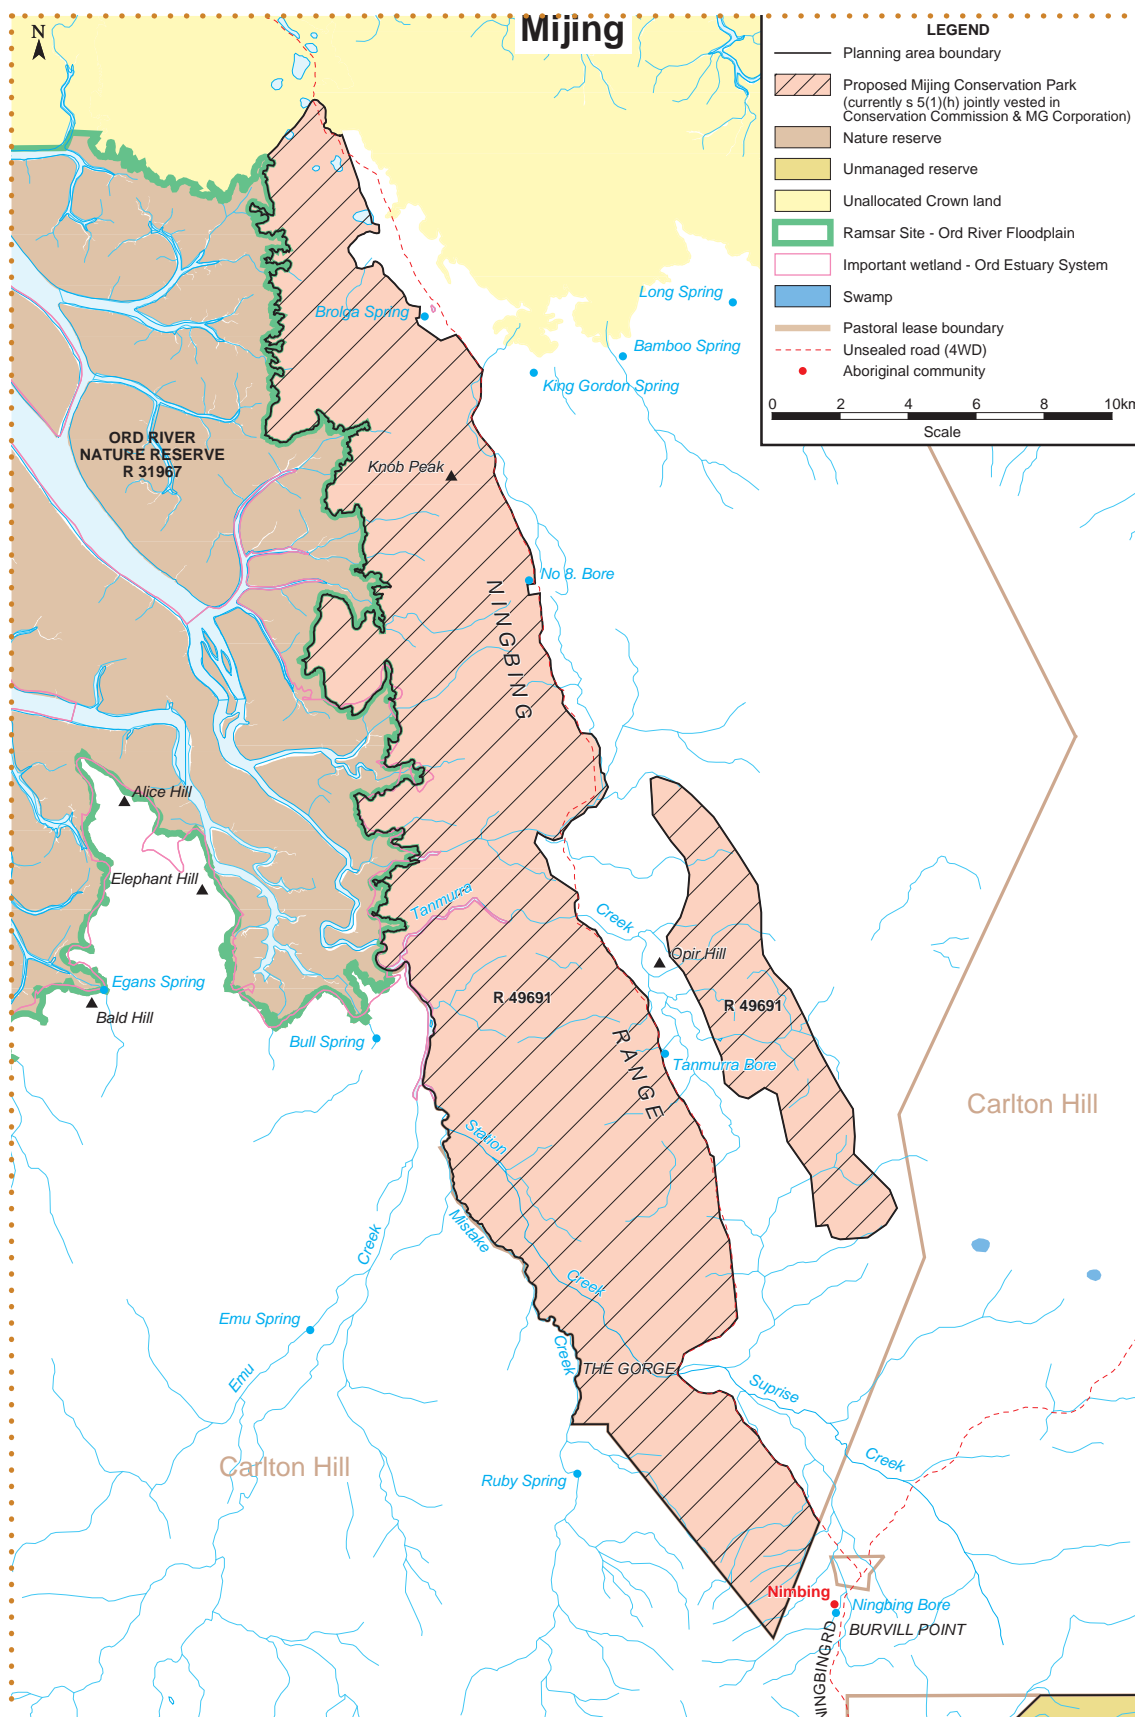 N
Mijing
LEGEND
Planning area boundary
Proposed Mijing Conservation Park
(currently s 5(1)(h) jointly vested in
Conservation Commission & MG Corporation)
Nature reserve
Unmanaged reserve
Unallocated Crown land
Ramsar Site - Ord River Floodplain
Important wetland - Ord Estuary System
Swamp
Pastoral lease boundary
Unsealed road (4WD)
Aboriginal community
0 2 4 6 8 10km
Scale
Long Spring
Brolga Spring
Bamboo Spring
King Gordon Spring
ORD RIVER
NATURE RESERVE
R 31967
Knob Peak
No 8. Bore
NINGBING
Alice Hill
Elephant Hill
Tanmurra
Creek
Opir Hill
Egans Spring
Bald Hill
R 49691
R 49691
Bull Spring
RANGE
Tanmurra Bore
Carlton Hill
Station
Mistake
Creek
Creek
Emu Spring
Creek
THE GORGE
Emu
Suprise
Creek
Carlton Hill
Ruby Spring
Nimbing
Ningbing Bore
BURVILL POINT
NINGBINGRD